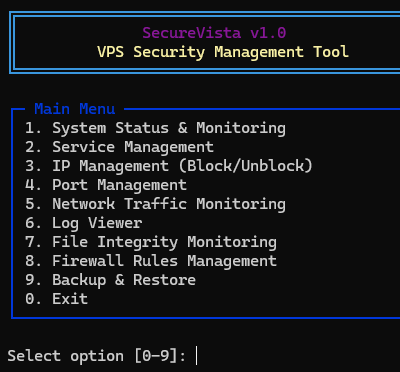 SecureVista v1.0
VPS Security Management Tool
Main Menu
1. System Status & Monitoring
2. Service Management
3. IP Management (Block/Unblock)
4. Port Management
5. Network Traffic Monitoring
6. Log Viewer
7. File Integrity Monitoring
8. Firewall Rules Management
9. Backup & Restore
0. Exit
Select option [0-9]: